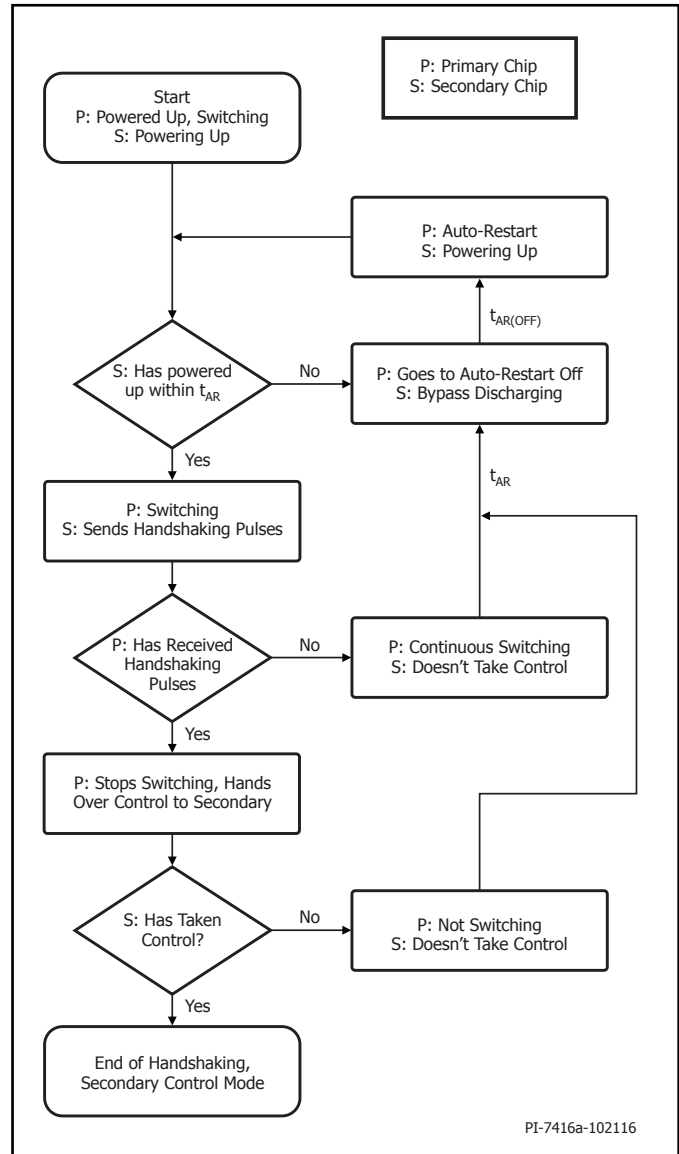 P: Primary Chip
S: Secondary Chip
Start
P: Powered Up, Switching
S: Powering Up
P: Auto-Restart
S: Powering Up
tAR(OFF)
S: Has powered
up within tAR
No
P: Goes to Auto-Restart Off
S: Bypass Discharging
Yes
tAR
P: Switching
S: Sends Handshaking Pulses
P: Has Received
Handshaking
Pulses
No
P: Continuous Switching
S: Doesn’t Take Control
Yes
P: Stops Switching, Hands
Over Control to Secondary
S: Has Taken
Control?
No
P: Not Switching
S: Doesn’t Take Control
Yes
End of Handshaking,
Secondary Control Mode
PI-7416a-102116